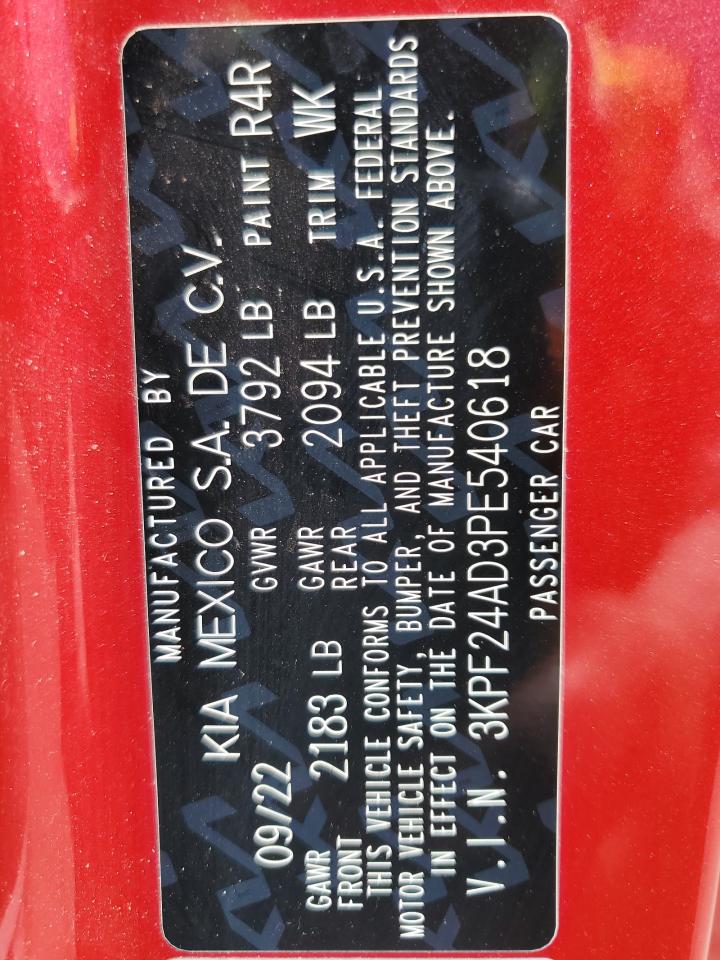 MANUFACTURED BY
KIA MEXICO S.A. DE C.V.
09/22 GVWR 3792 LB PAINT R4R
GAWR FRONT 2183 LB GAWR REAR 2094 LB TRIM WK
THIS VEHICLE CONFORMS TO ALL APPLICABLE U.S.A. FEDERAL
MOTOR VEHICLE SAFETY, BUMPER, AND THEFT PREVENTION STANDARDS
IN EFFECT ON THE DATE OF MANUFACTURE SHOWN ABOVE.
V.I.N. 3KPF24AD3PE540618
PASSENGER CAR